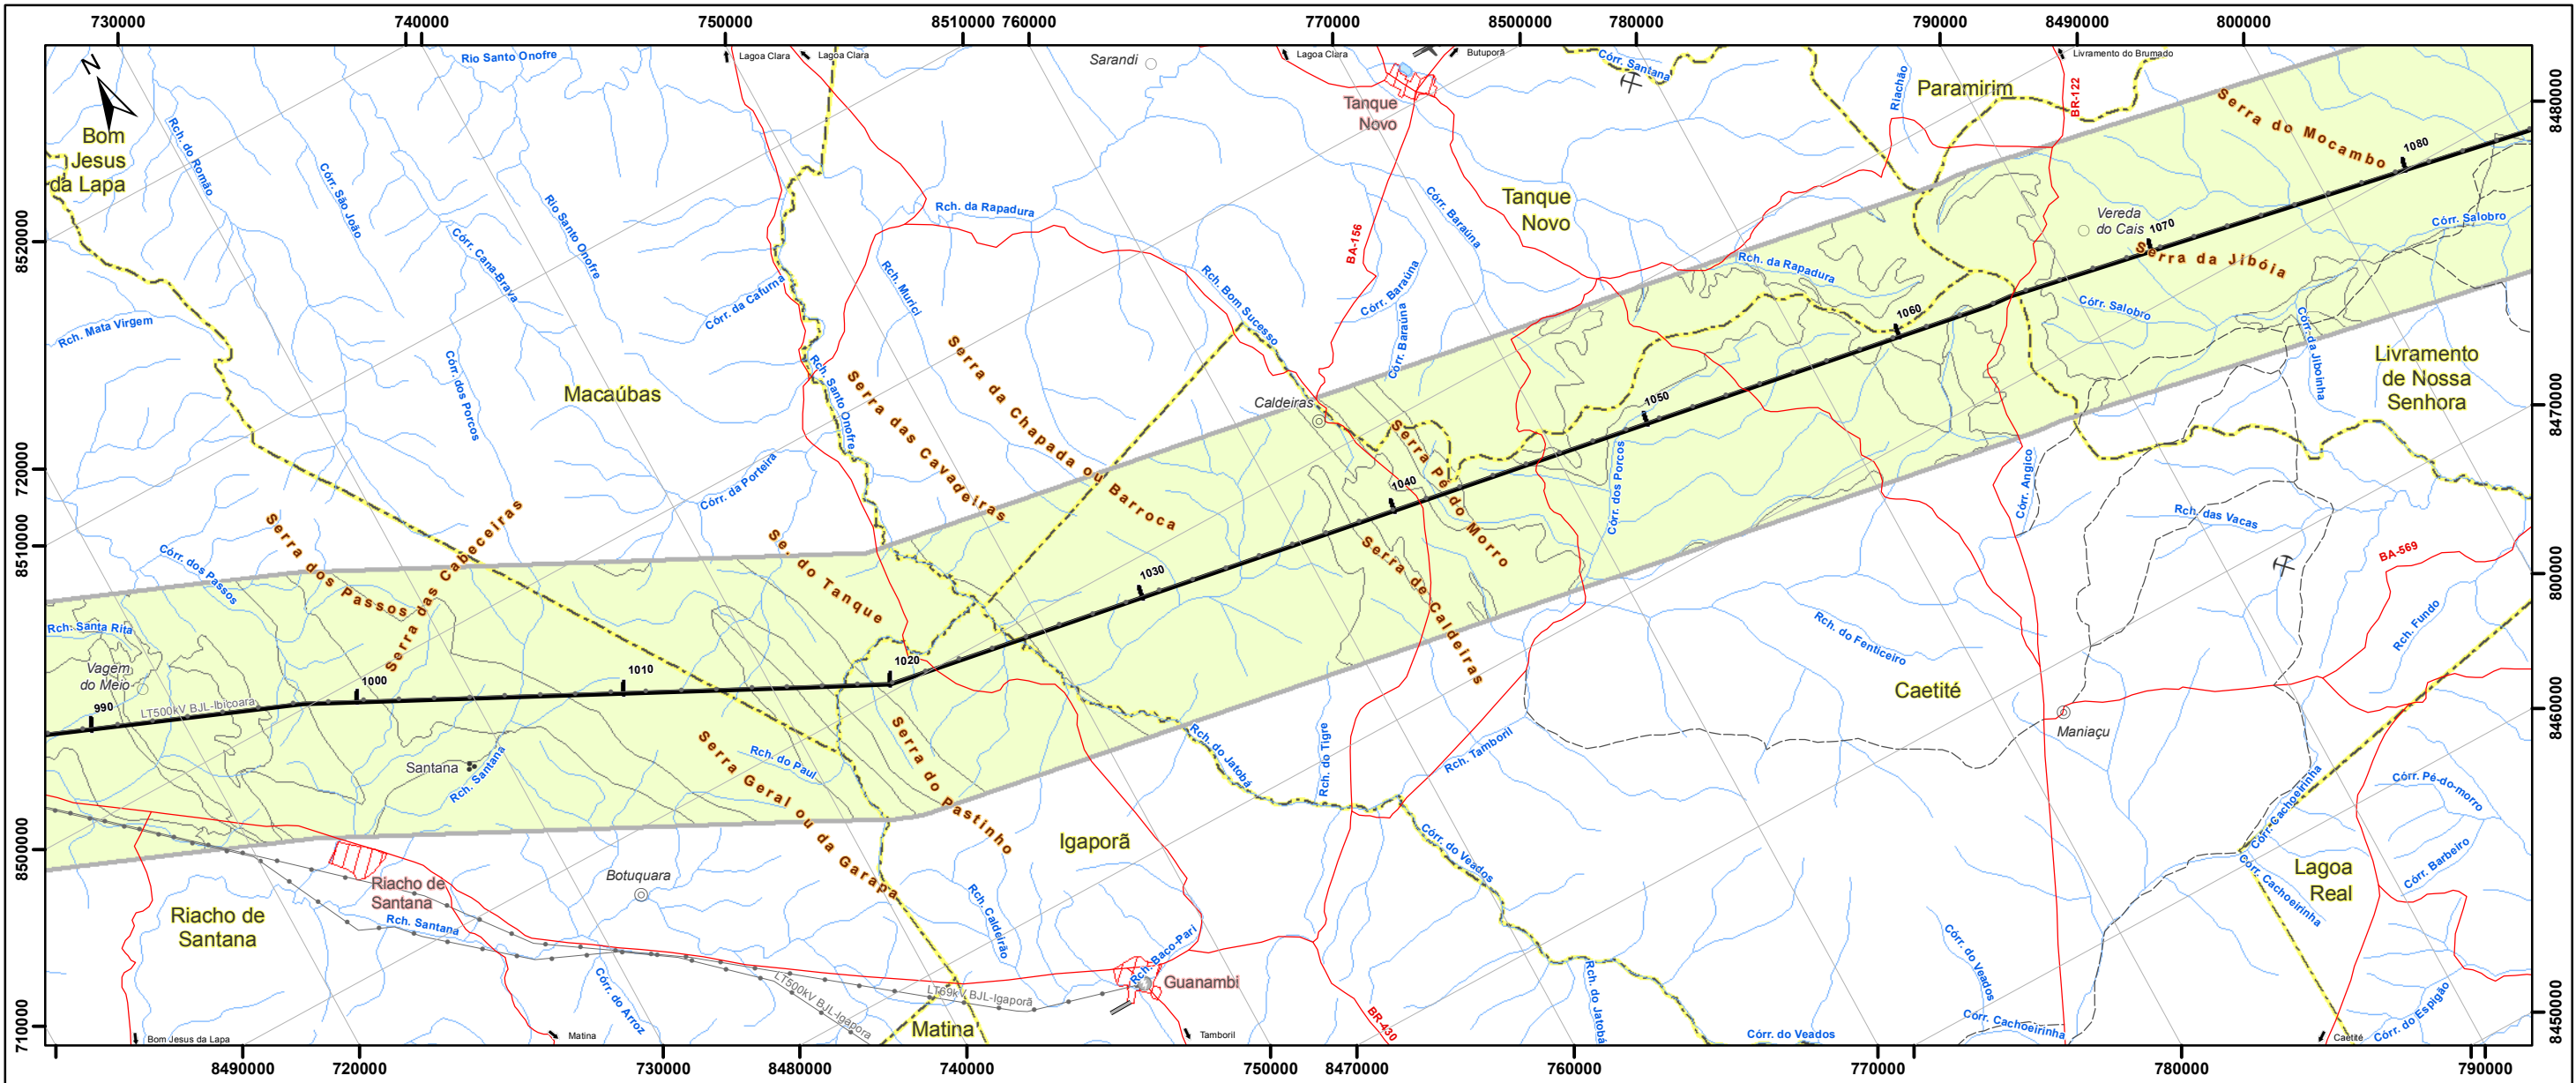 730000
740000
750000
8510000
760000
770000
8500000
780000
790000
8490000
800000
N
Rio Santo Onofre
Lagoa Clara
Lagoa Clara
Sarandi
Lagoa Clara
Butuporã
Córr. Santana
Livramento do Brumado
Bom
Jesus
da Lapa
Rch. do Romão
Córr. São João
Tanque
Novo
Riachão
Paramirim
BR-122
Serra do Mocambo
1080
8480000
Rio Santo Onofre
Córr. Cana-Brava
Rch. da Rapadura
Córr. Baraúna
Tanque
Novo
Vereda
do Cais
1070
Córr. Salobro
8520000
Rch. Mata Virgem
Córr. da Cafurna
Rch. Murici
Rch. Bom Sucesso
BA-156
Córr. Baraúna
Córr. Baraúna
Rch. da Rapadura
Serra da Jibóia
Córr. Salobro
Córr. da Jiboinha
1060
Córr. dos Porcos
Macaúbas
Rch. Santo Onofre
Serra das Cavadeiras
Serra da Chapada ou Barroca
Caldeiras
1050
Livramento
de Nossa
Senhora
8470000
720000
Córr. da Porteira
1040
Serra Pé do Morro
Córr. dos Porcos
Córr. Angico
Rch. das Vacas
8510000
Serra dos Passos
Serra das Cabeceiras
Córr. dos Passos
Se. do Tanque
1030
Serra de Caldeiras
BA-569
800000
Rch. Santa Rita
Vagem
do Meio
Rch. do Fenticeiro
Rch. Fundo
990
LT500kV BJL-Ibicoara
1000
1010
1020
Caetité
8460000
Santana
Rch. Santana
Serra Geral ou da Garapa
Rch. do Paul
Serra do Pastinho
Rch. do Jatobá
Rch. do Tigre
Rch. Tamboril
Maniaçu
Córr. Cachoeirinha
Córr. Pé-do-morro
8500000
Riacho de
Santana
Botuquara
Igaporã
Córr. do Veados
Córr. Cachoeirinha
Lagoa
Real
Córr. Barbeiro
Riacho de
Santana
Rch. Santana
Rch. Caldeirão
Rch. Baco-Pari
Guanambi
Córr. do Arroz
LT500kV BJL-Igapora
LT69kV BJL-Igaporã
Matina
BR-430
Rch. do Jatobá
Córr. do Veados
Córr. do Veados
Córr. Cachoeirinha
Córr. do Espigão
710000
Bom Jesus da Lapa
Matina
Tamboril
Caetité
8450000
8490000
720000
730000
8480000
740000
750000
8470000
760000
770000
780000
790000